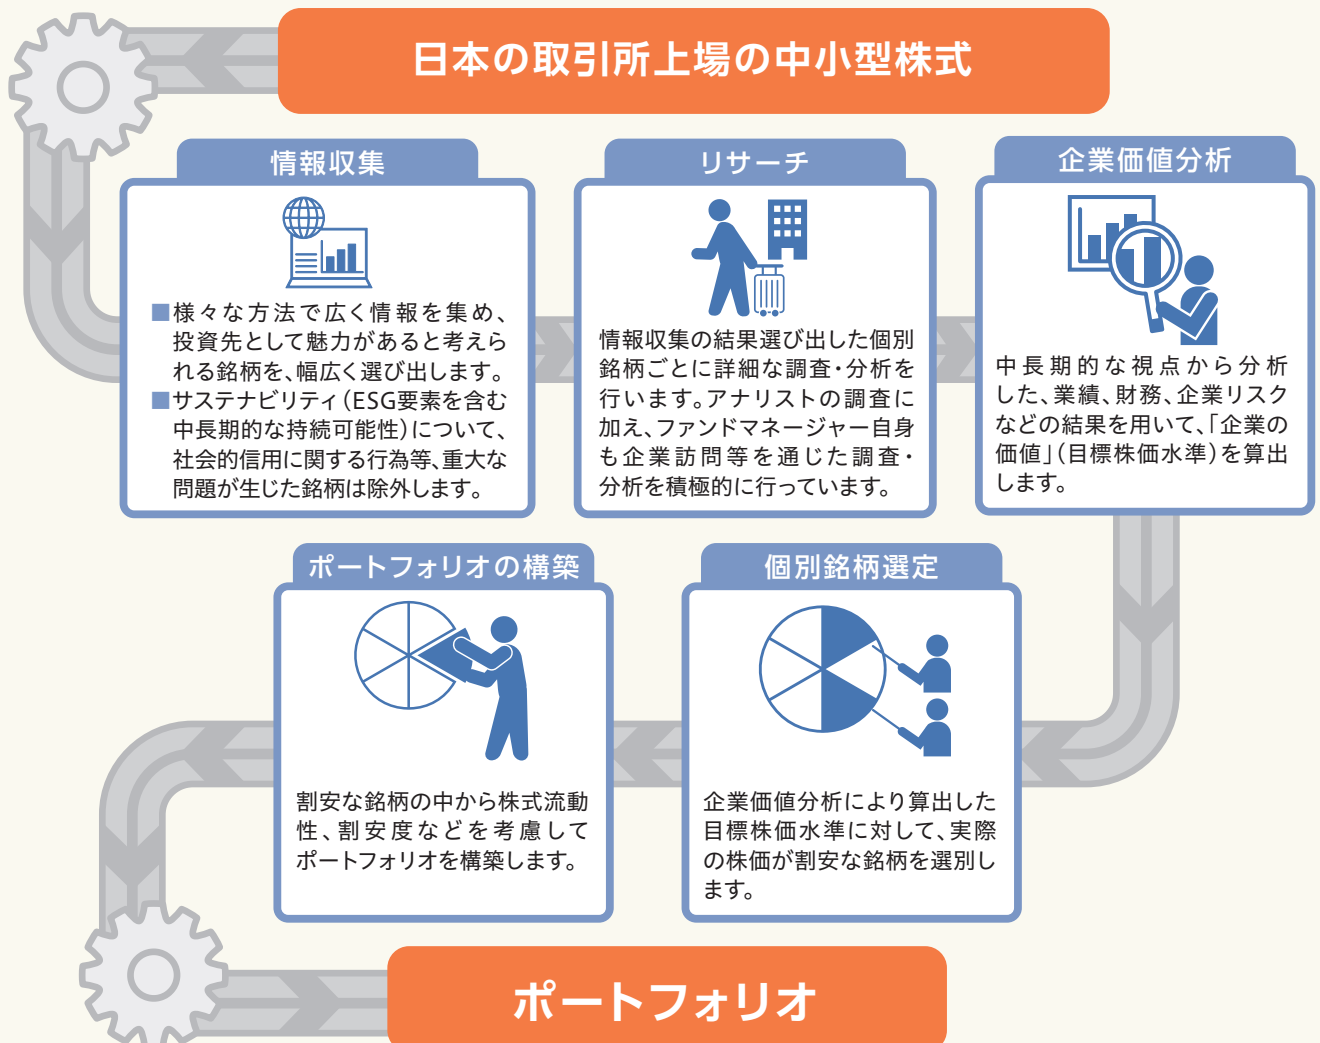 日本の取引所上場の中小型株式
情報収集
■様々な方法で広く情報を集め、
投資先として魅力があると考えら
れる銘柄を、幅広く選び出します。
■サステナビリティ(ESG要素を含む
中長期的な持続可能性)について、
社会的信用に関する行為等、重大な
問題が生じた銘柄は除外します。
リサーチ
情報収集の結果選び出した個別
銘柄ごとに詳細な調査・分析を
行います。アナリストの調査に
加え、ファンドマネージャー自身
も企業訪問等を通じた調査・
分析を積極的に行っています。
企業価値分析
中長期的な視点から分析
した、業績、財務、企業リスク
などの結果を用いて、「企業の
価値」(目標株価水準)を算出
します。
個別銘柄選定
企業価値分析により算出した
目標株価水準に対して、実際
の株価が割安な銘柄を選別し
ます。
ポートフォリオの構築
割安な銘柄の中から株式流動
性、割安度などを考慮して
ポートフォリオを構築します。
ポートフォリオ